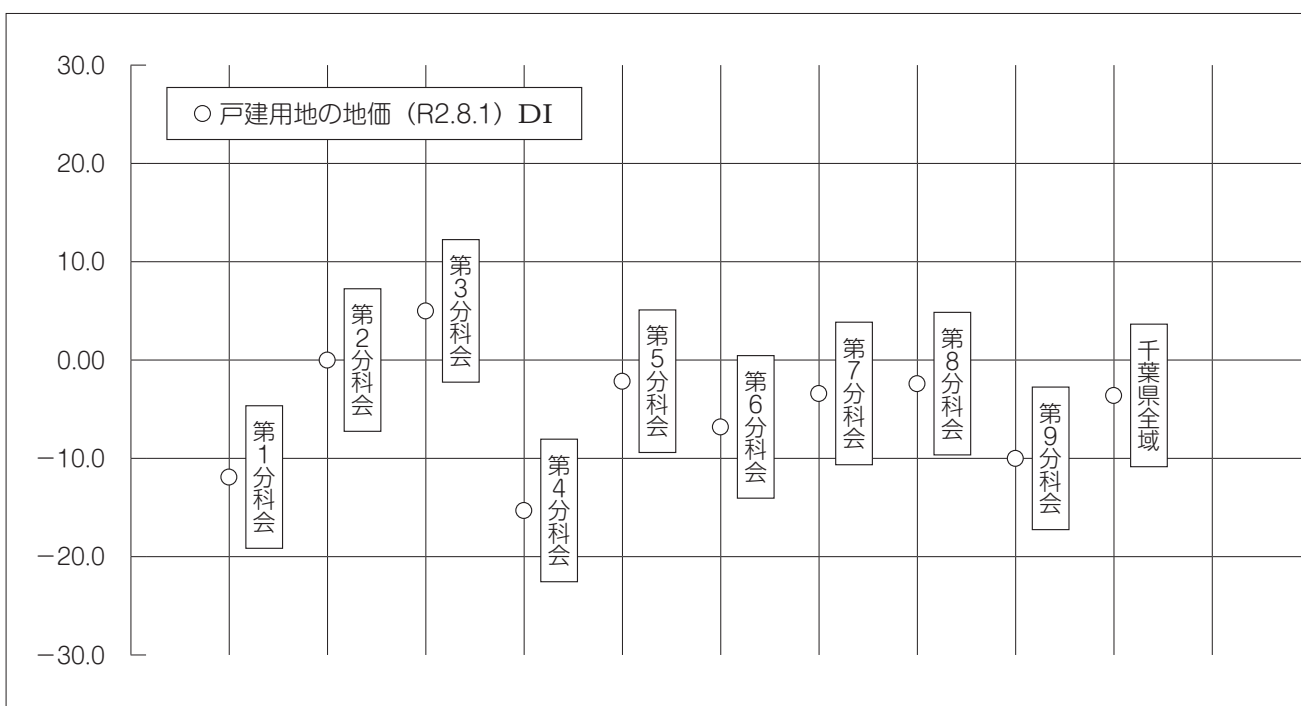 30.0
20.0
10.0
0.00
−10.0
−20.0
−30.0
○ 戸建用地の地価（R2.8.1）DI
第1分科会
第2分科会
第3分科会
第4分科会
第5分科会
第6分科会
第7分科会
第8分科会
第9分科会
千葉県全域